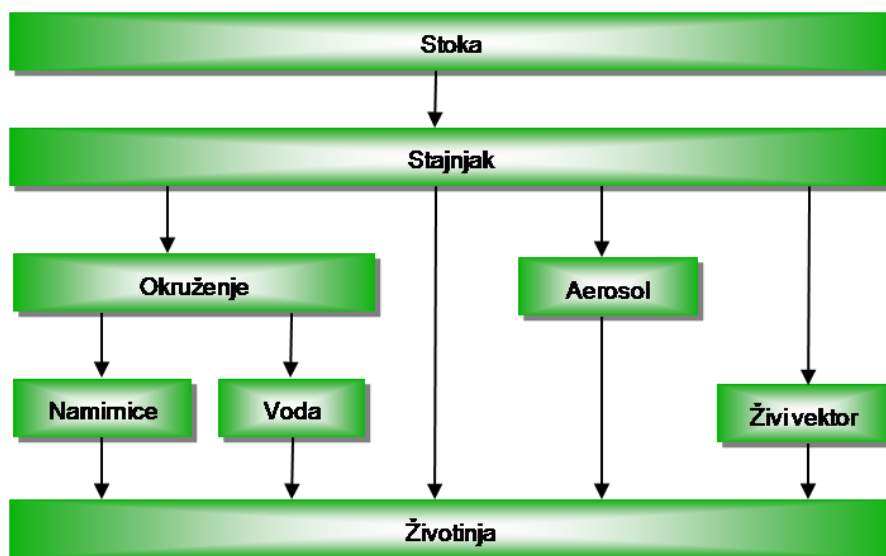 Stoka
Stajnjak
Okruženje
Aerosol
Namirnice
Voda
Živi vektor
Životinja